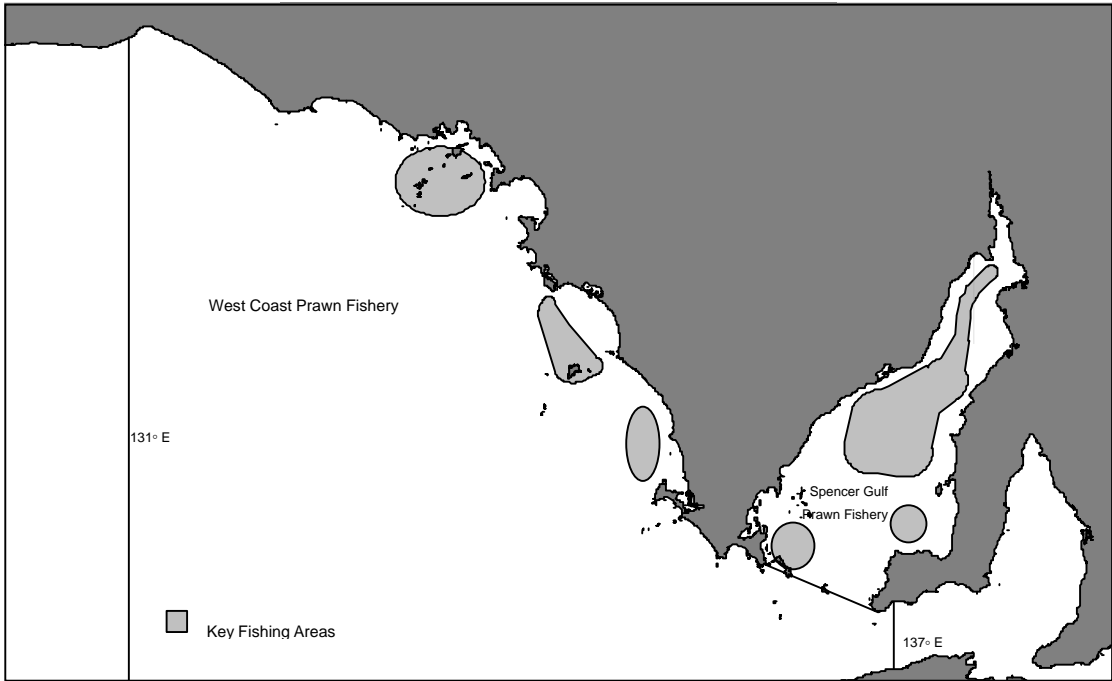 West Coast Prawn Fishery
131° E
Spencer Gulf
Prawn Fishery
Key Fishing Areas
137° E